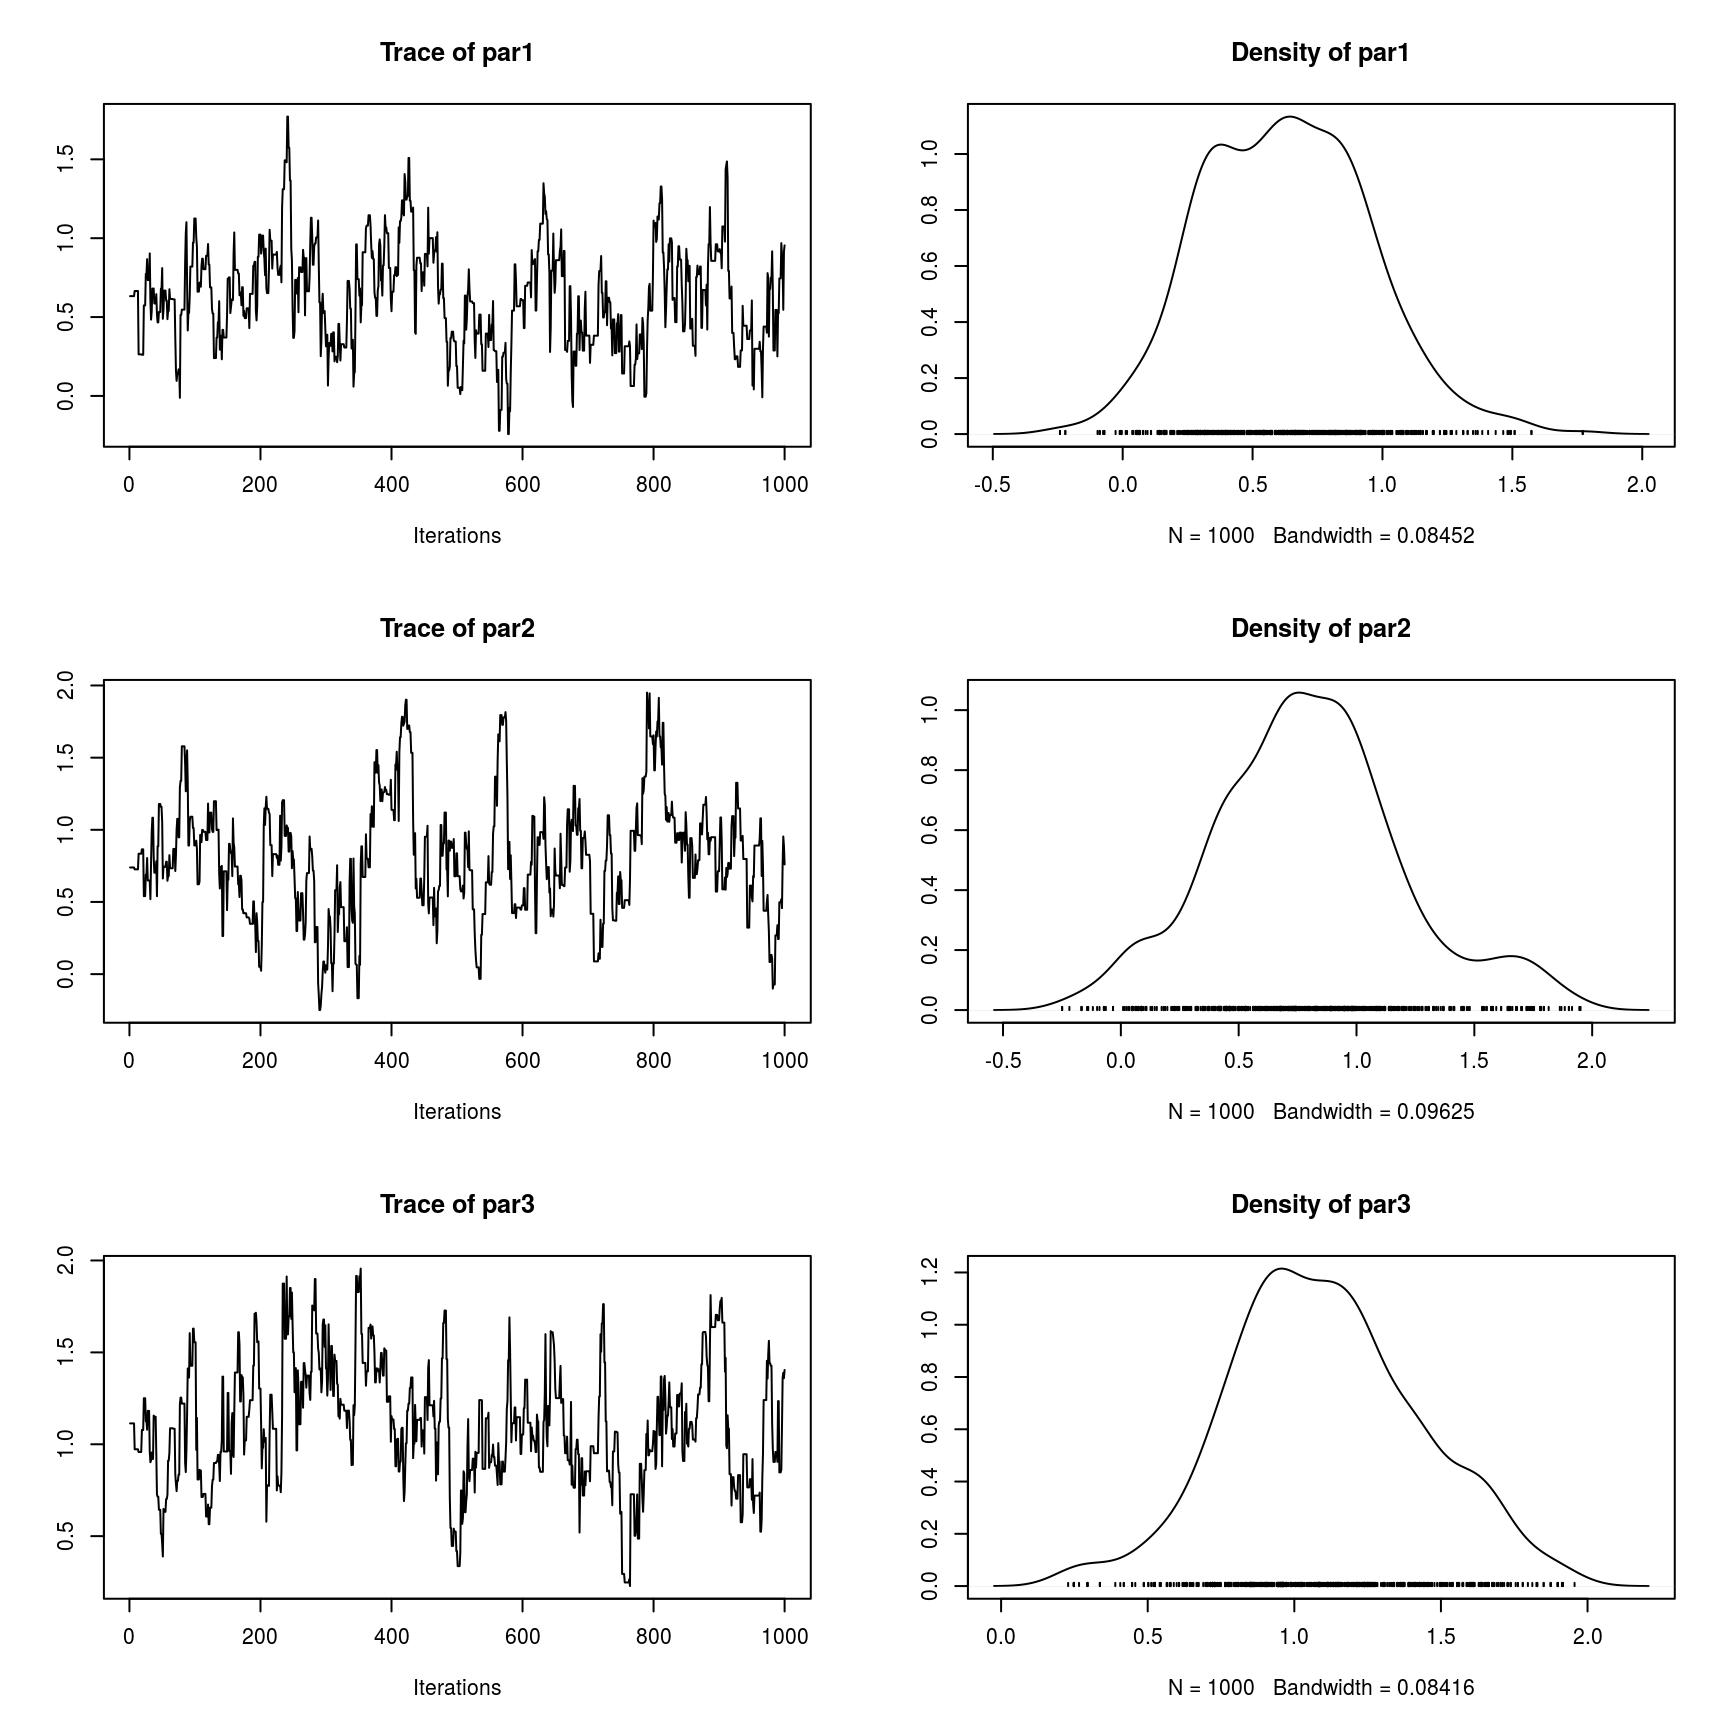 Trace of par1
0.0 0.5 1.0 1.5
0 200 400 600 800 1000
Iterations
Density of par1
0.0 0.2 0.4 0.6 0.8 1.0
-0.5 0.0 0.5 1.0 1.5 2.0
N = 1000 Bandwidth = 0.08452
Trace of par2
0.0 0.5 1.0 1.5 2.0
0 200 400 600 800 1000
Iterations
Density of par2
0.0 0.2 0.4 0.6 0.8 1.0
-0.5 0.0 0.5 1.0 1.5 2.0
N = 1000 Bandwidth = 0.09625
Trace of par3
0.5 1.0 1.5 2.0
0 200 400 600 800 1000
Iterations
Density of par3
0.0 0.2 0.4 0.6 0.8 1.0 1.2
0.0 0.5 1.0 1.5 2.0
N = 1000 Bandwidth = 0.08416